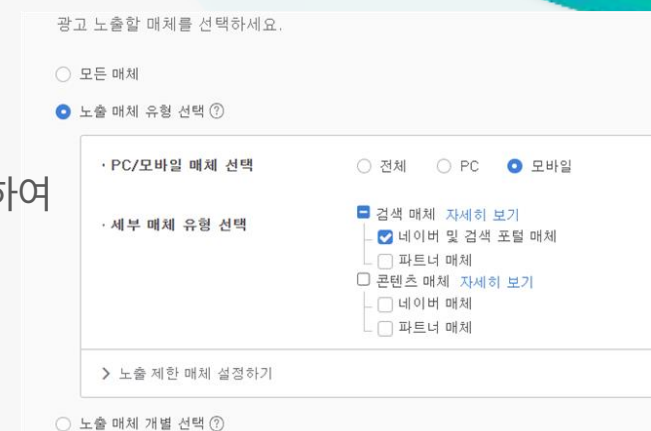 광고 노출할 매체를 선택하세요.
모든 매체
노출 매체 유형 선택 ?
하여
· PC/모바일 매체 선택 전체 PC 모바일
· 세부 매체 유형 선택 검색 매체 자세히 보기
네이버 및 검색 포털 매체
파트너 매체
콘텐츠 매체 자세히 보기
네이버 매체
파트너 매체
> 노출 제한 매체 설정하기
노출 매체 개별 선택 ?